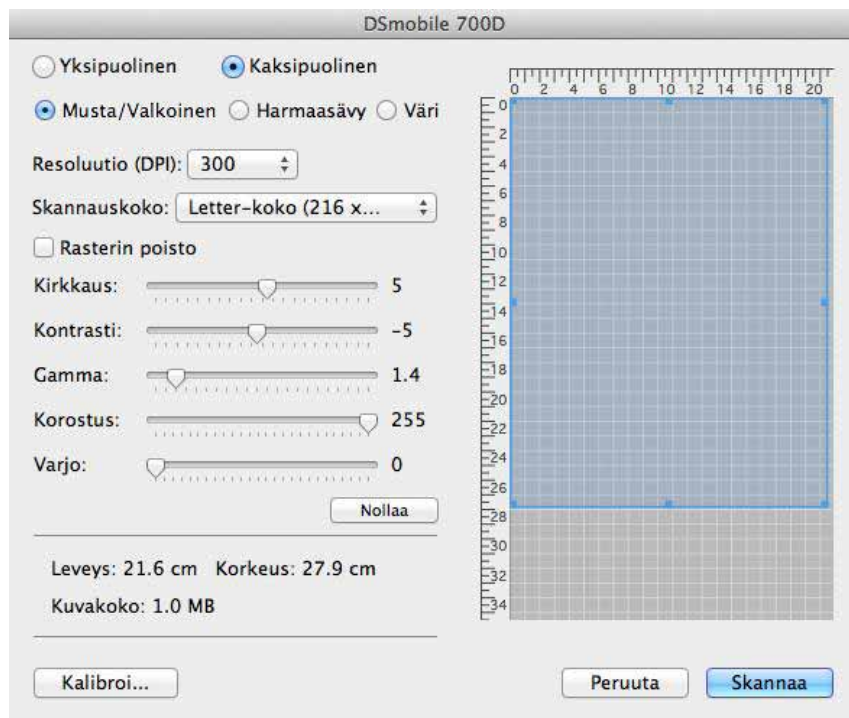 DSmobile 700D
Yksipuolinen Kaksipuolinen
Musta/Valkoinen Harmaasävy Väri
Resoluutio (DPI): 300
Skannauskoko: Letter-koko (216 x...
Rasterin poisto
Kirkkaus: 5
Kontrasti: -5
Gamma: 1.4
Korostus: 255
Varjo: 0
Nollaa
Leveys: 21.6 cm Korkeus: 27.9 cm
Kuvakoko: 1.0 MB
Kalibroi...
0 2 4 6 8 10 12 14 16 18 20
0
2
4
6
8
10
12
14
16
18
20
22
24
26
28
30
32
34
Peruuta Skannaa